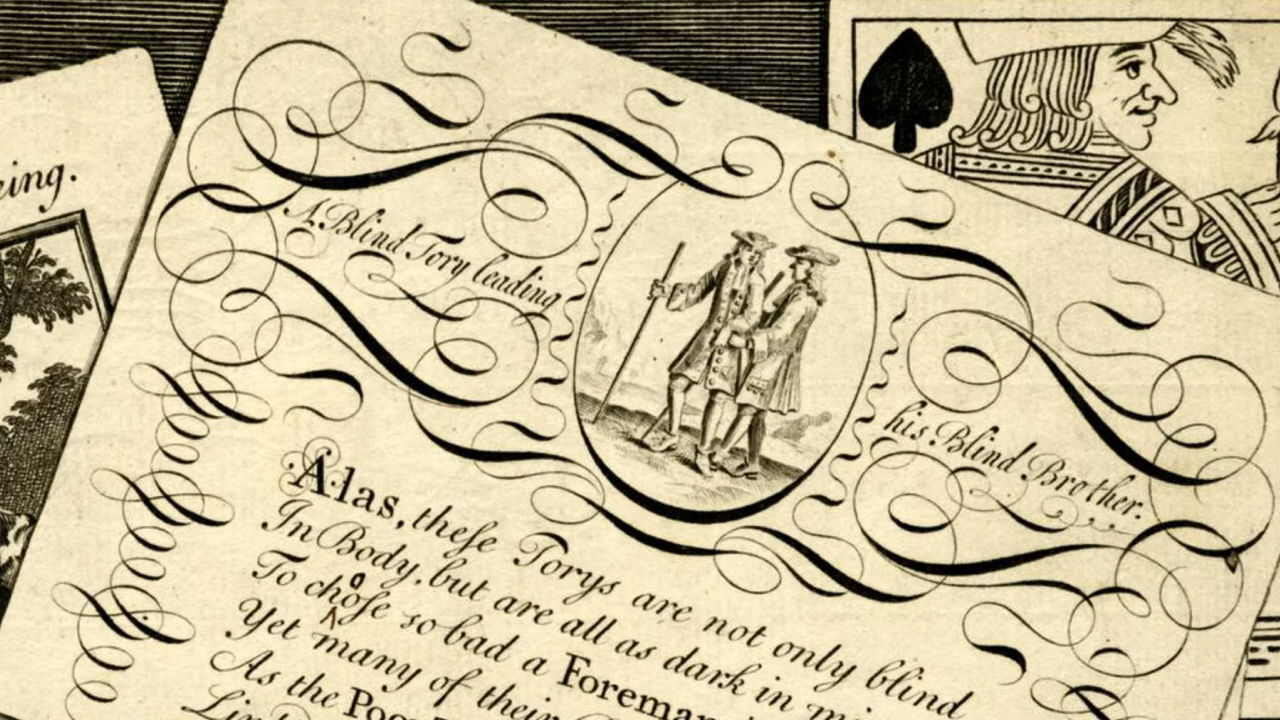 A Blind Tory leading
his Blind Brother.
Alas, theſe Torys are not only blind
In Body, but are all as dark in
To choſe so bad a Foreman
Yet many of their
As the Poor